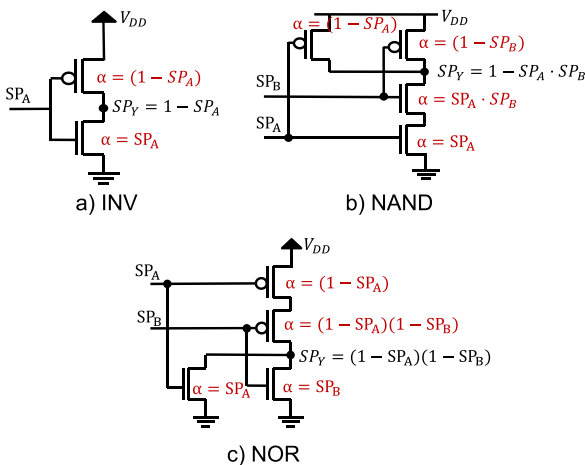 V_DD
α = (1 − SP_A)
SP_A
SP_Y = 1 − SP_A
α = SP_A
a) INV
V_DD
α = (1 − SP_A)
α = (1 − SP_B)
SP_Y = 1 − SP_A · SP_B
SP_B
α = SP_A · SP_B
SP_A
α = SP_A
b) NAND
V_DD
SP_A
α = (1 − SP_A)
SP_B
α = (1 − SP_A)(1 − SP_B)
SP_Y = (1 − SP_A)(1 − SP_B)
α = SP_A
α = SP_B
c) NOR